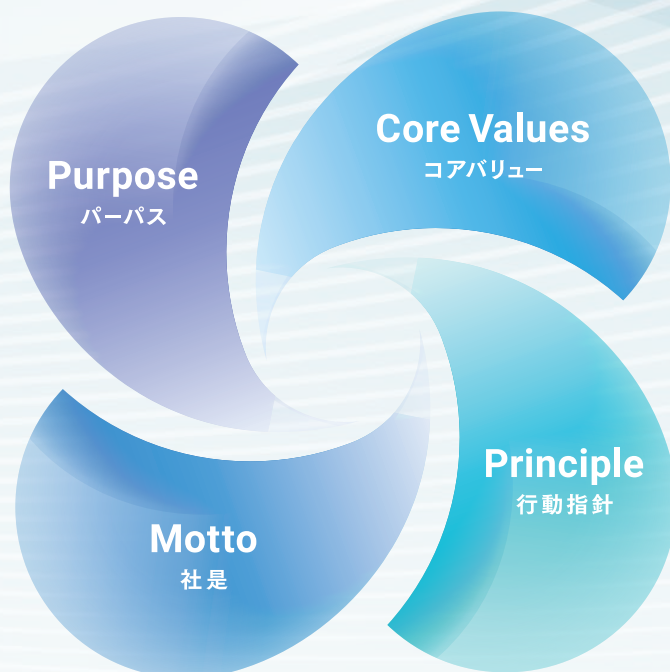 Purpose
パーパス
Core Values
コアバリュー
Principle
行動指針
Motto
社是